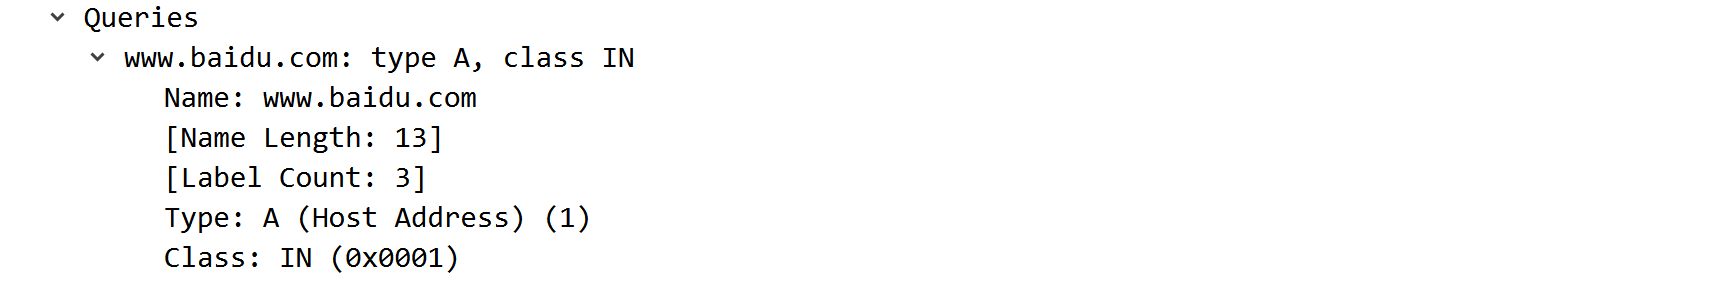 Queries
www.baidu.com: type A, class IN
Name: www.baidu.com
[Name Length: 13]
[Label Count: 3]
Type: A (Host Address) (1)
Class: IN (0x0001)